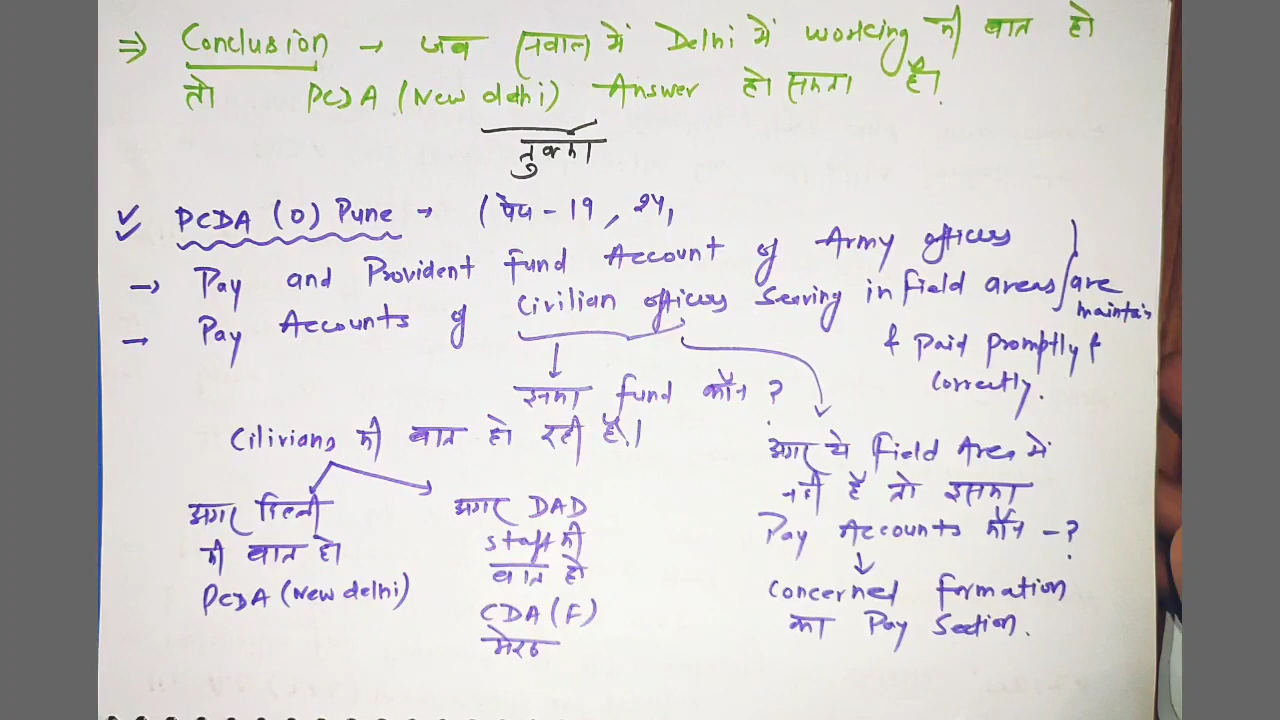 ⇒ Conclusion → जब सवाल में Delhi में working की बात हो
तो PCDA (New delhi) Answer हो सकता है।
तुक्का
PCDA (O) Pune → (पेप - 19, 24,
→ Pay and Provident Fund Account of Army officers
→ Pay Accounts of Civilian officers Serving in field areas
are maintain
& paid promptly &
correctly.
इनका fund कौन ?
Cilivians की बात हो रही है।
अगर दिल्ली
की बात हो
PCDA (New delhi)
अगर DAD
staff की
बात हो
CDA (F)
मेरठ
अगर ये field Area में
नहीं है तो इसका
Pay Accounts कौन - ?
Concerned formation
का Pay Section.